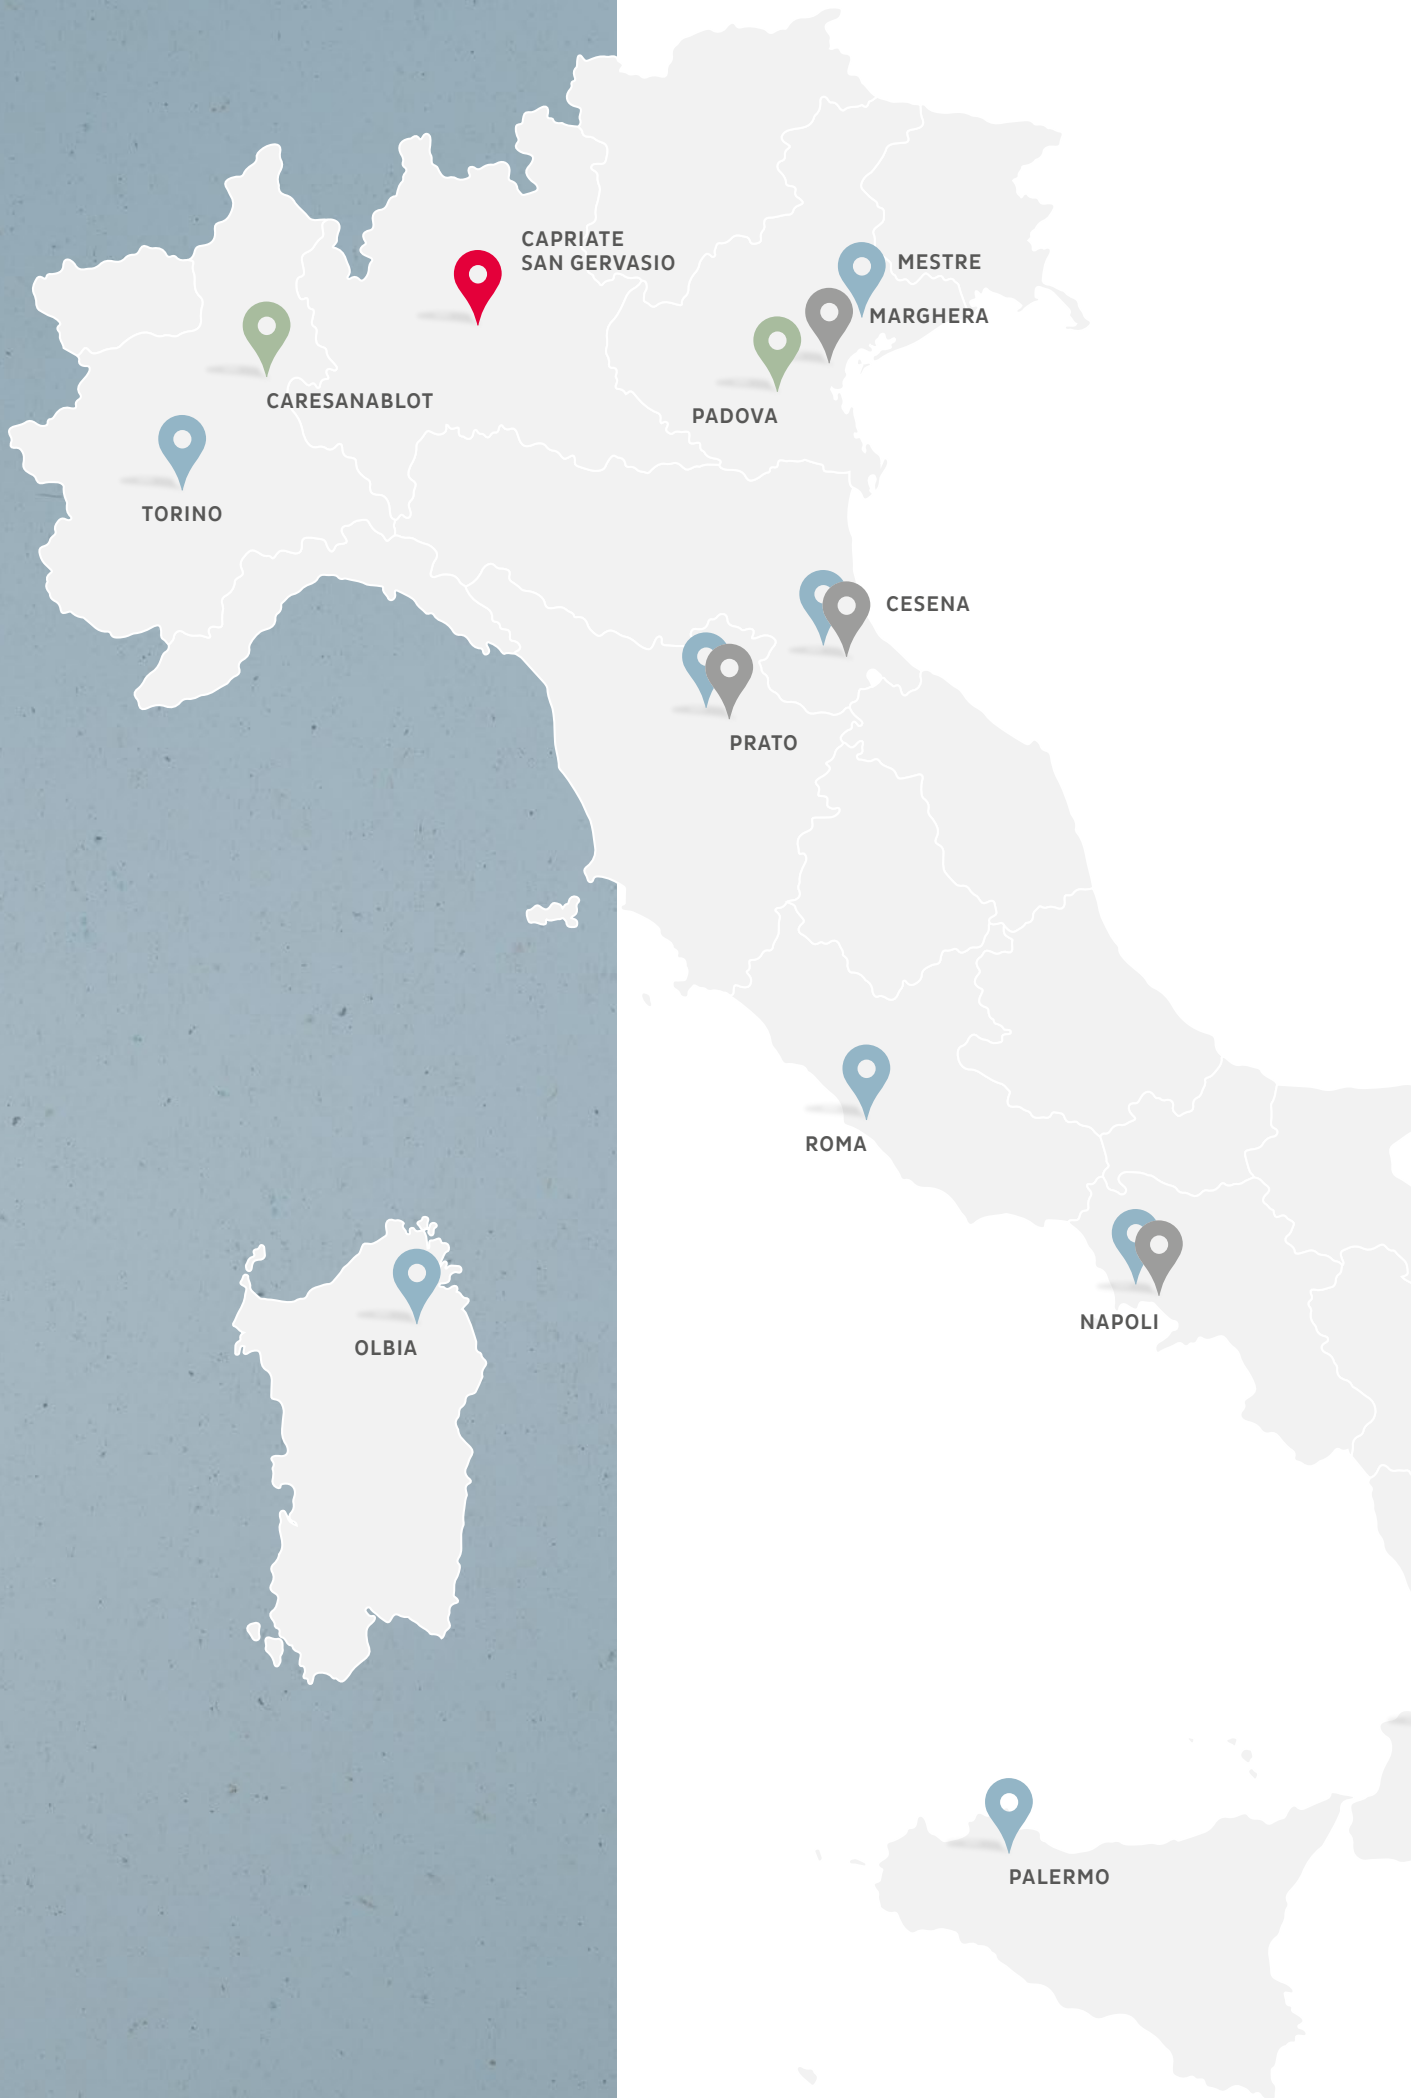 CAPRIATE
SAN GERVASIO
MESTRE
MARGHERA
CARESANABLOT
PADOVA
TORINO
CESENA
PRATO
ROMA
NAPOLI
OLBIA
PALERMO